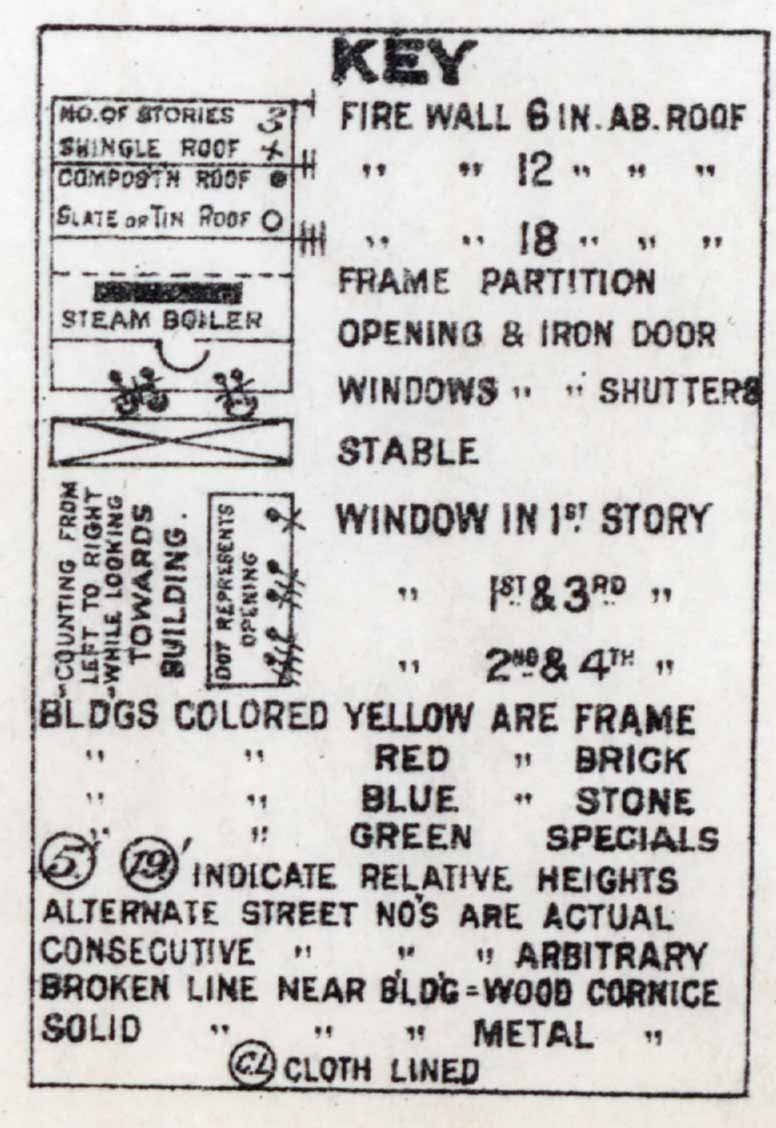 KEY
NO. OF STORIES 3
SHINGLE ROOF X
COMPOS'TN ROOF ●
SLATE OR TIN ROOF O
STEAM BOILER
FIRE WALL 6 IN. AB. ROOF
" " 12 " " "
" " 18 " " "
FRAME PARTITION
OPENING & IRON DOOR
WINDOWS " " SHUTTERS
STABLE
"COUNTING FROM
LEFT TO RIGHT
"WHILE LOOKING
TOWARDS
BUILDING.
DOT REPRESENTS
OPENING
WINDOW IN 1ST. STORY
" 1ST & 3RD "
" 2ND & 4TH "
BLDGS COLORED YELLOW ARE FRAME
" " RED " BRICK
" " BLUE " STONE
" " GREEN SPECIALS
5' 19' INDICATE RELATIVE HEIGHTS
ALTERNATE STREET NO'S ARE ACTUAL
CONSECUTIVE " " " ARBITRARY
BROKEN LINE NEAR BLDG = WOOD CORNICE
SOLID " " " METAL "
C.L. CLOTH LINED